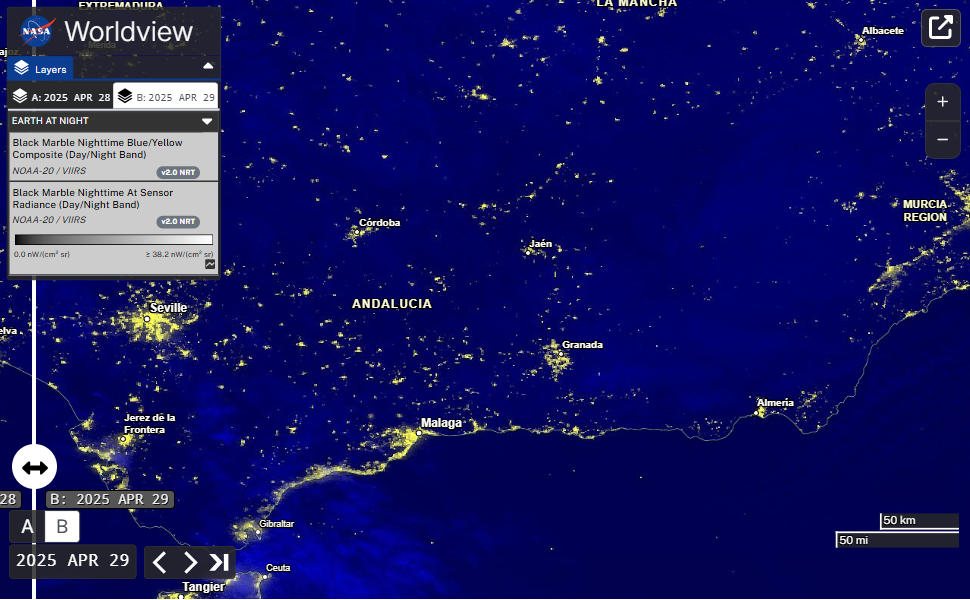 EXTREMADURA
LA MANCHA
NASA
Worldview
Albacete
Mérida
Layers
A: 2025 APR 28
B: 2025 APR 29
EARTH AT NIGHT
Black Marble Nighttime Blue/Yellow
Composite (Day/Night Band)
NOAA-20 / VIIRS
v2.0 NRT
Black Marble Nighttime At Sensor
Radiance (Day/Night Band)
NOAA-20 / VIIRS
v2.0 NRT
0.0 nW/(cm² sr)
≥ 38.2 nW/(cm² sr)
MURCIA
REGION
Córdoba
Jaén
ANDALUCIA
Seville
elva
Granada
Almería
Jerez de la
Frontera
Malaga
28
B: 2025 APR 29
A
B
Gibraltar
50 km
50 mi
2025 APR 29
Ceuta
Tangier